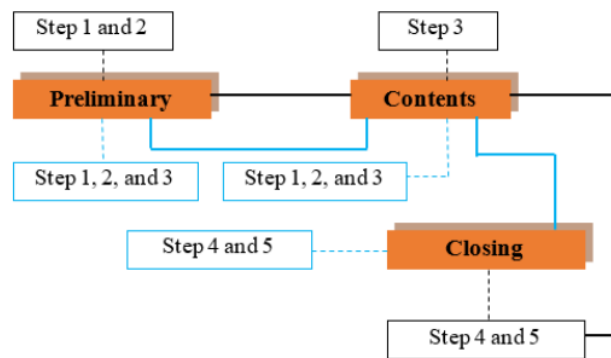 Step 1 and 2
Step 3
Preliminary
Contents
Step 1, 2, and 3
Step 1, 2, and 3
Step 4 and 5
Closing
Step 4 and 5